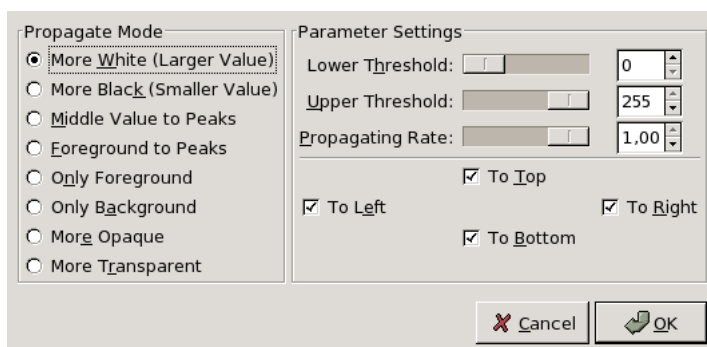 Propagate Mode
More White (Larger Value)
More Black (Smaller Value)
Middle Value to Peaks
Foreground to Peaks
Only Foreground
Only Background
More Opaque
More Transparent
Parameter Settings
Lower Threshold: 0
Upper Threshold: 255
Propagating Rate: 1,00
To Top
To Left
To Right
To Bottom
Cancel
OK